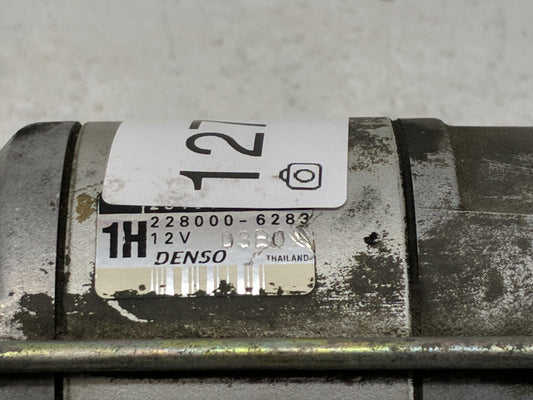 127
228000-6283
1H
12V D3B0
DENSO THAILAND